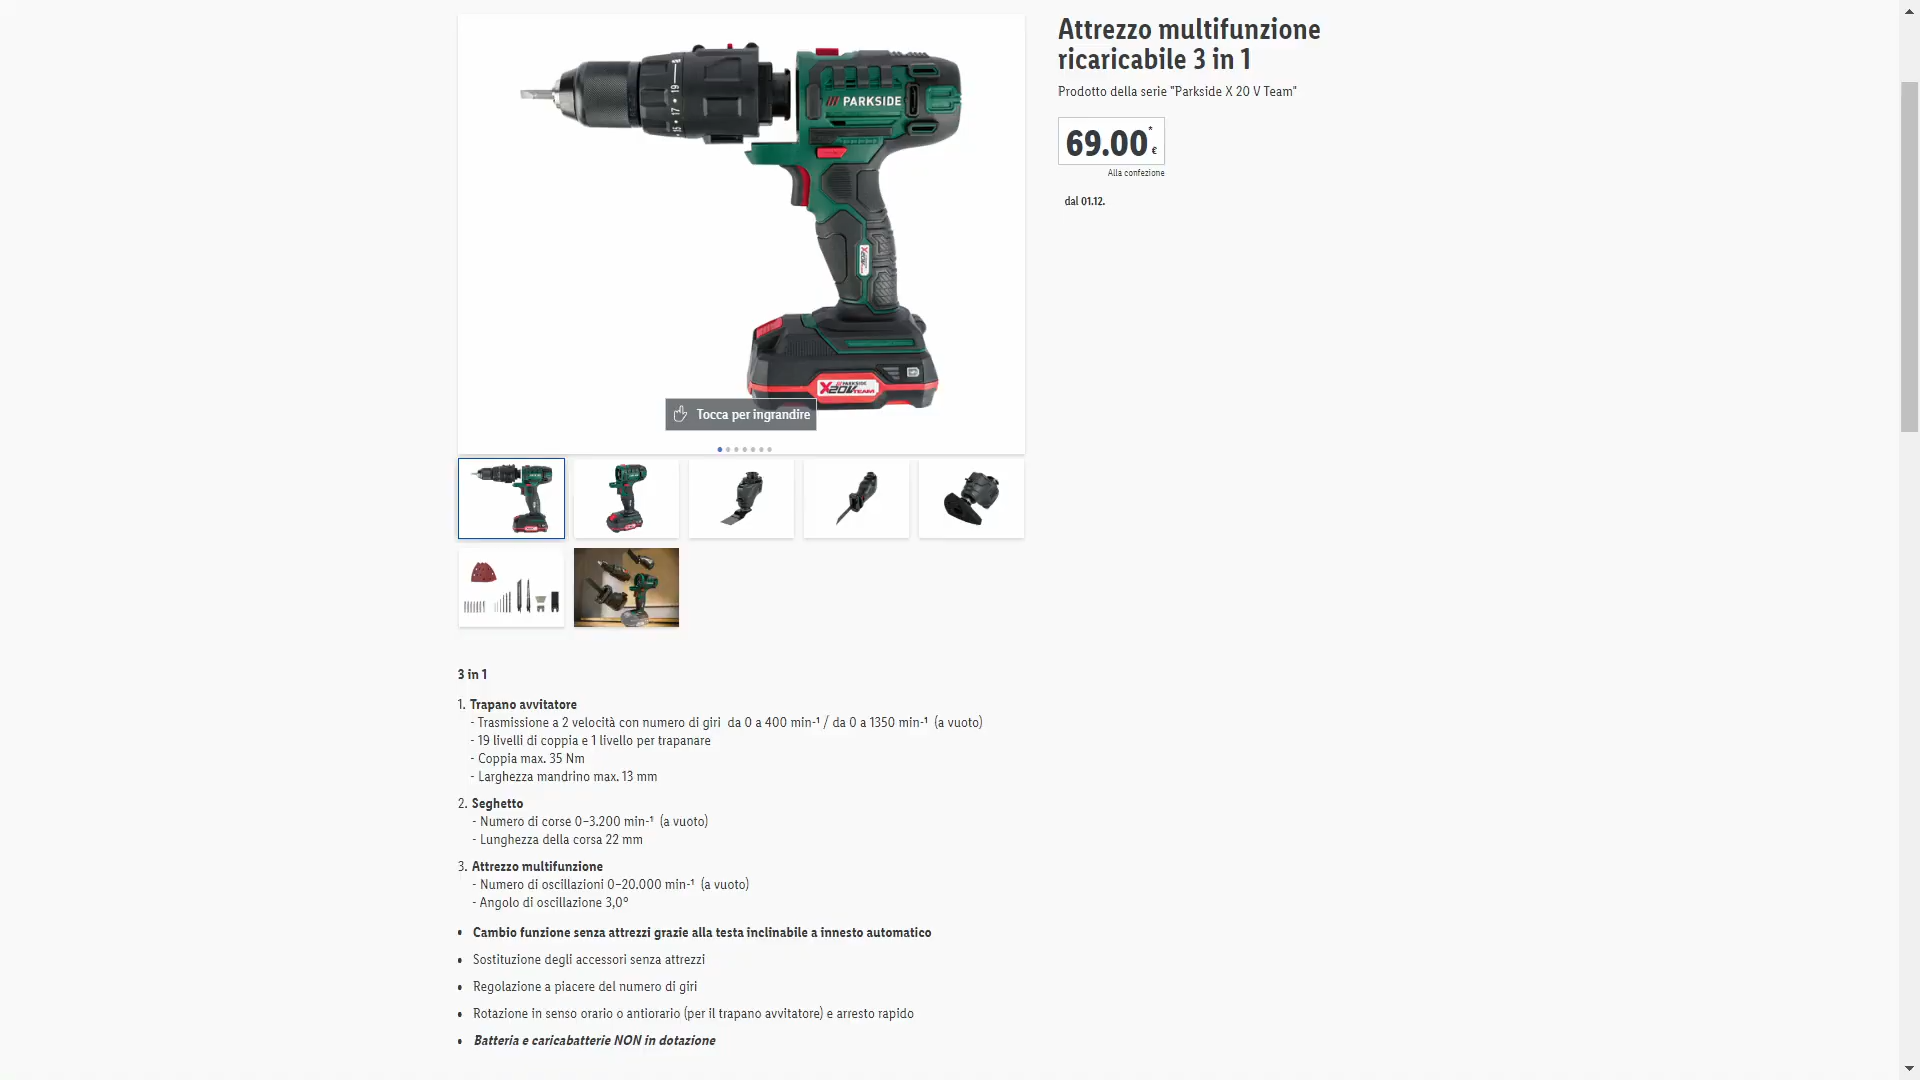 Attrezzo multifunzione
ricaricabile 3 in 1
Prodotto della serie "Parkside X 20 V Team"
69.00*
€
Alla confezione
dal 01.12.
PARKSIDE
15 • 17 • 19
PARKSIDE
X20VTEAM
Tocca per ingrandire
3 in 1
1. Trapano avvitatore
- Trasmissione a 2 velocità con numero di giri da 0 a 400 min-¹ / da 0 a 1350 min-¹ (a vuoto)
- 19 livelli di coppia e 1 livello per trapanare
- Coppia max. 35 Nm
- Larghezza mandrino max. 13 mm
2. Seghetto
- Numero di corse 0–3.200 min-¹ (a vuoto)
- Lunghezza della corsa 22 mm
3. Attrezzo multifunzione
- Numero di oscillazioni 0–20.000 min-¹ (a vuoto)
- Angolo di oscillazione 3,0°
• Cambio funzione senza attrezzi grazie alla testa inclinabile a innesto automatico
• Sostituzione degli accessori senza attrezzi
• Regolazione a piacere del numero di giri
• Rotazione in senso orario o antiorario (per il trapano avvitatore) e arresto rapido
• Batteria e caricabatterie NON in dotazione